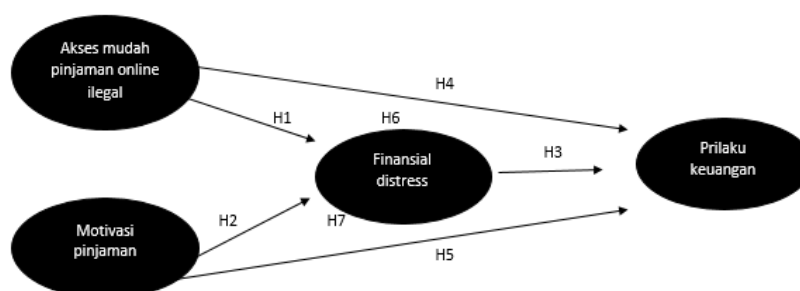 Akses mudah
pinjaman online
ilegal
H4
H1
H6
Finansial
distress
H3
Prilaku
keuangan
H2
H7
Motivasi
pinjaman
H5